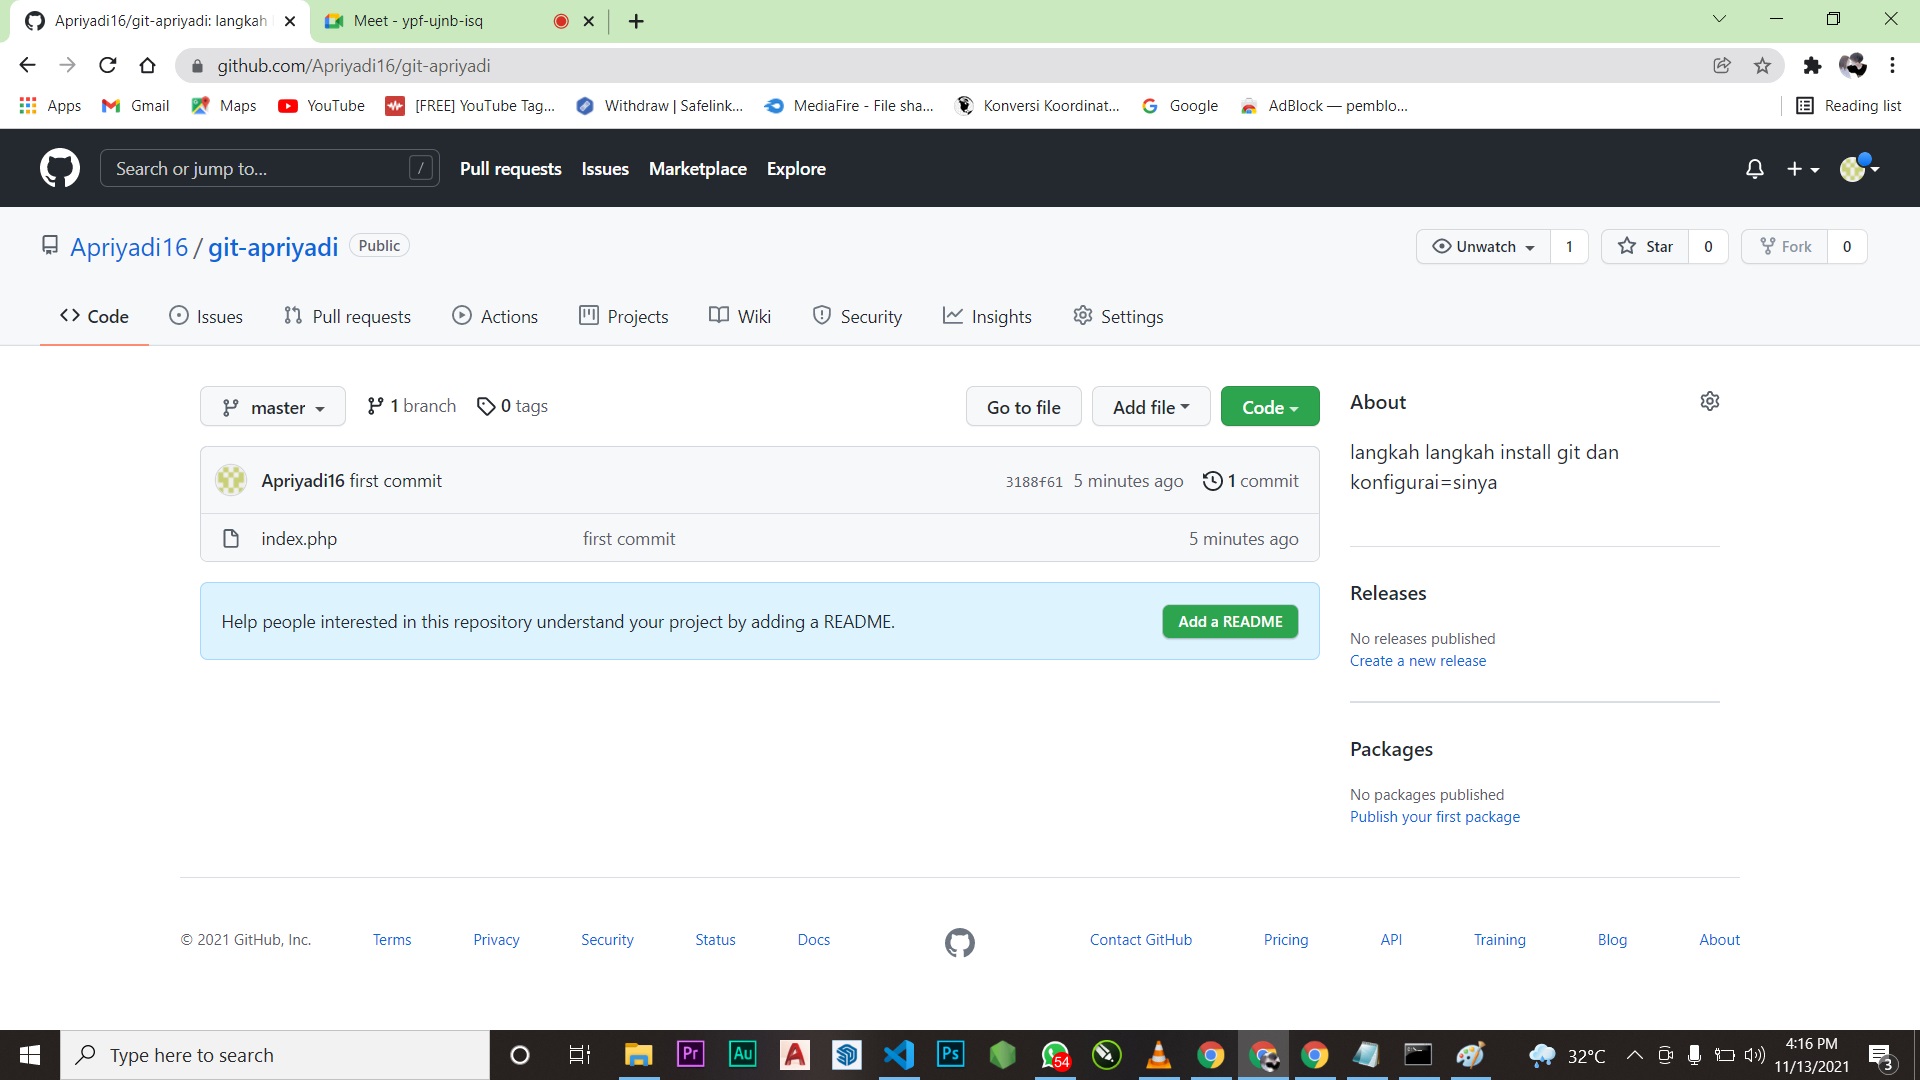 Apriyadi16/git-apriyadi: langkah
Meet - ypf-ujnb-isq
github.com/Apriyadi16/git-apriyadi
Apps Gmail Maps YouTube [FREE] YouTube Tag... Withdraw | Safelink... MediaFire - File sha... Konversi Koordinat... Google AdBlock — pemblo... Reading list
Search or jump to... / Pull requests Issues Marketplace Explore
Apriyadi16 / git-apriyadi Public Unwatch 1 Star 0 Fork 0
Code Issues Pull requests Actions Projects Wiki Security Insights Settings
master 1 branch 0 tags Go to file Add file Code
Apriyadi16 first commit 3188f61 5 minutes ago 1 commit
index.php first commit 5 minutes ago
Help people interested in this repository understand your project by adding a README. Add a README
About
langkah langkah install git dan
konfigurai=sinya
Releases
No releases published
Create a new release
Packages
No packages published
Publish your first package
© 2021 GitHub, Inc. Terms Privacy Security Status Docs Contact GitHub Pricing API Training Blog About
Type here to search
Pr Au A Ps 54
32°C
4:16 PM
11/13/2021
3